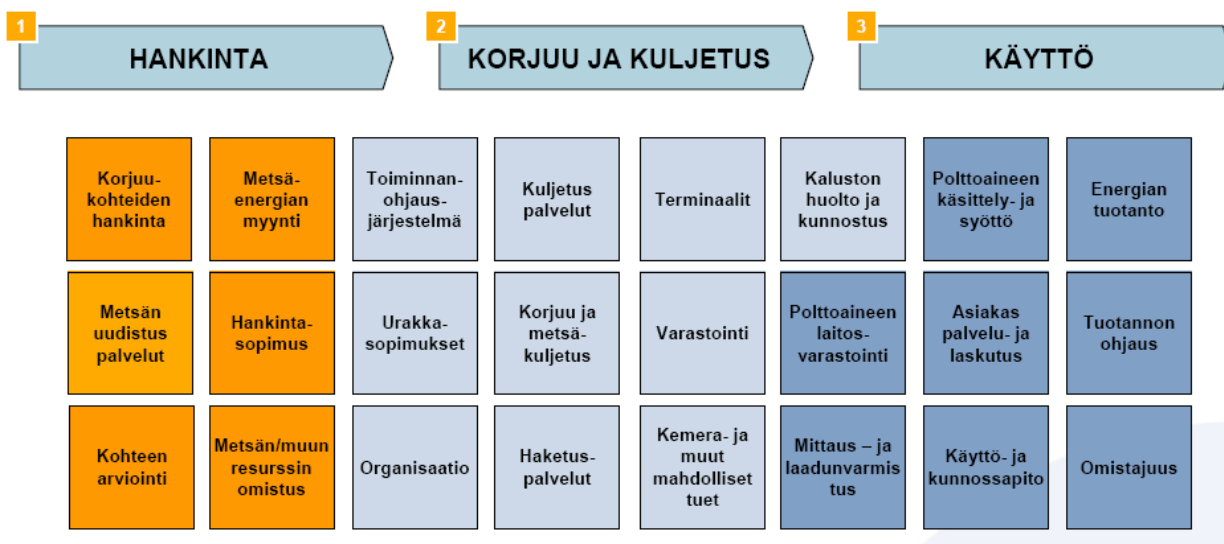 1
HANKINTA
2
KORJUU JA KULJETUS
3
KÄYTTÖ
Korjuu-
kohteiden
hankinta
Metsä-
energian
myynti
Toiminnan-
ohjaus-
järjestelmä
Kuljetus
palvelut
Terminaalit
Kaluston
huolto ja
kunnostus
Polttoaineen
käsittely- ja
syöttö
Energian
tuotanto
Metsän
uudistus
palvelut
Hankinta-
sopimus
Urakka-
sopimukset
Korjuu ja
metsä-
kuljetus
Varastointi
Polttoaineen
laitos-
varastointi
Asiakas
palvelu- ja
laskutus
Tuotannon
ohjaus
Kohteen
arviointi
Metsän/muun
resurssin
omistus
Organisaatio
Haketus-
palvelut
Kemera- ja
muut
mahdolliset
tuet
Mittaus – ja
laadunvarmis
tus
Käyttö- ja
kunnossapito
Omistajuus